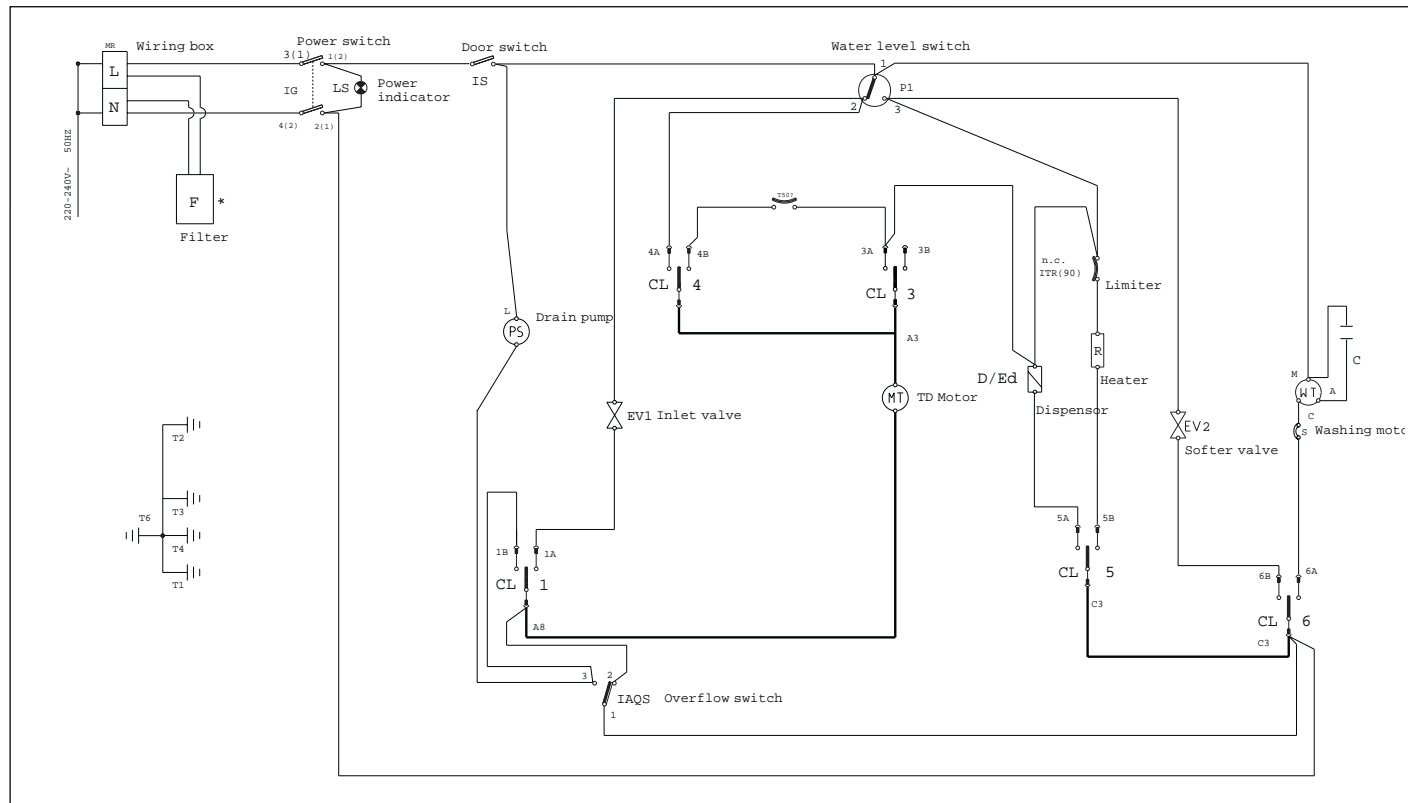 MR
Wiring box
Power switch
Door switch
Water level switch
3(1)
1(2)
1
L
IG
LS
Power
indicator
IS
P1
2
3
N
4(2)
2(1)
220-240V~ 50HZ
F
*
Filter
4A
4B
3A
3B
CL 4
CL 3
n.c.
ITR(90)
Limiter
L
PS
Drain pump
A3
R
Heater
D/Ed
Dispensor
MT
TD Motor
EV1 Inlet valve
EV2
Softer valve
M
WT
A
C
C
S
Washing moto
T2
T3
T6
T4
T1
1B
1A
CL 1
A8
5A
5B
CL 5
C3
6B
6A
CL 6
C3
3
2
IAQS
Overflow switch
1